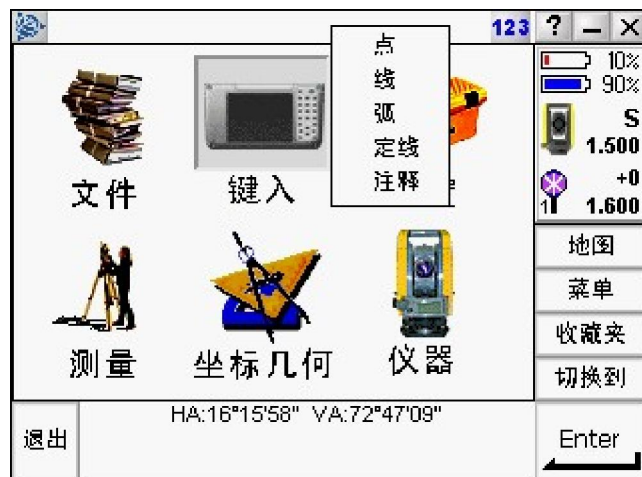 123 ? – X
点
线
弧
定线
注释
10%
90%
S
1.500
+0
1 1.600
文件
键入
测量
坐标几何
仪器
地图
菜单
收藏夹
切换到
退出
HA:16°15'58" VA:72°47'09"
Enter